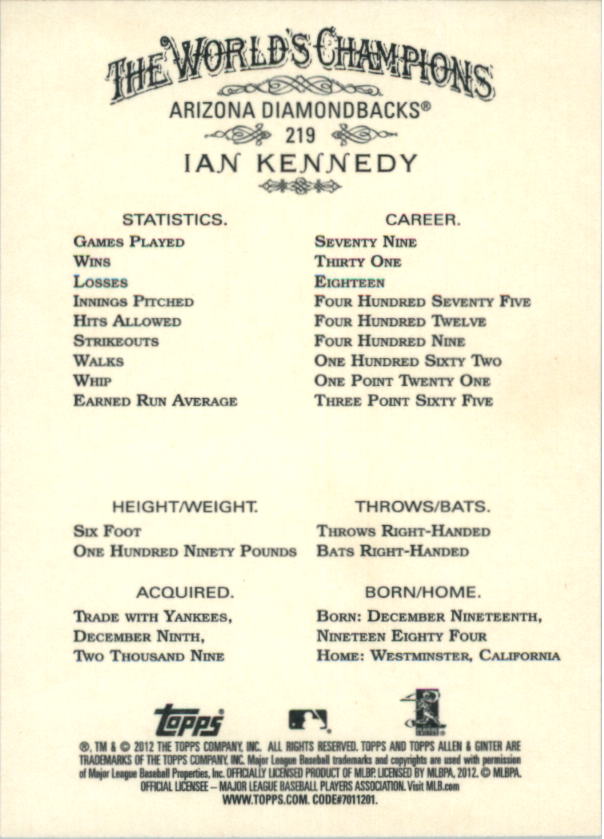 THE WORLD'S CHAMPIONS
ARIZONA DIAMONDBACKS®
219
IAN KENNEDY
STATISTICS. CAREER.
GAMES PLAYED SEVENTY NINE
WINS THIRTY ONE
LOSSES EIGHTEEN
INNINGS PITCHED FOUR HUNDRED SEVENTY FIVE
HITS ALLOWED FOUR HUNDRED TWELVE
STRIKEOUTS FOUR HUNDRED NINE
WALKS ONE HUNDRED SIXTY TWO
WHIP ONE POINT TWENTY ONE
EARNED RUN AVERAGE THREE POINT SIXTY FIVE
HEIGHT/WEIGHT. THROWS/BATS.
SIX FOOT THROWS RIGHT-HANDED
ONE HUNDRED NINETY POUNDS BATS RIGHT-HANDED
ACQUIRED. BORN/HOME.
TRADE WITH YANKEES, BORN: DECEMBER NINETEENTH,
DECEMBER NINTH, NINETEEN EIGHTY FOUR
TWO THOUSAND NINE HOME: WESTMINSTER, CALIFORNIA
Topps
®, TM & © 2012 THE TOPPS COMPANY, INC. ALL RIGHTS RESERVED. TOPPS AND TOPPS ALLEN & GINTER ARE
TRADEMARKS OF THE TOPPS COMPANY, INC. Major League Baseball trademarks and copyrights are used with permission
of Major League Baseball Properties, Inc. OFFICIALLY LICENSED PRODUCT OF MLBP. LICENSED BY MLBPA, 2012. © MLBPA.
OFFICIAL LICENSEE – MAJOR LEAGUE BASEBALL PLAYERS ASSOCIATION. Visit MLB.com
WWW.TOPPS.COM. CODE#7011201.